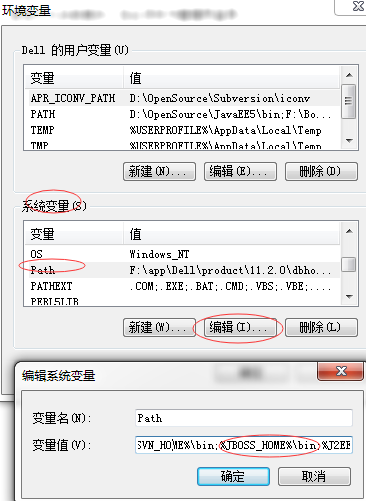 环境变量
Dell 的用户变量(U)
变量 值
APR_ICONV_PATH D:\OpenSource\Subversion\iconv
PATH D:\OpenSource\JavaEE5\bin;F:\Bo...
TEMP %USERPROFILE%\AppData\Local\Temp
TMP %USERPROFILE%\AppData\Local\Temp
新建(N)... 编辑(E)... 删除(D)
系统变量(S)
变量 值
OS Windows_NT
Path F:\app\Dell\product\11.2.0\dbho...
PATHEXT .COM;.EXE;.BAT;.CMD;.VBS;.VBE;....
PERL5LIB
新建(W)... 编辑(I)... 删除(L)
编辑系统变量
变量名(N): Path
变量值(V): SVN_HOME%\bin;%JBOSS_HOME%\bin;%J2EE
确定 取消